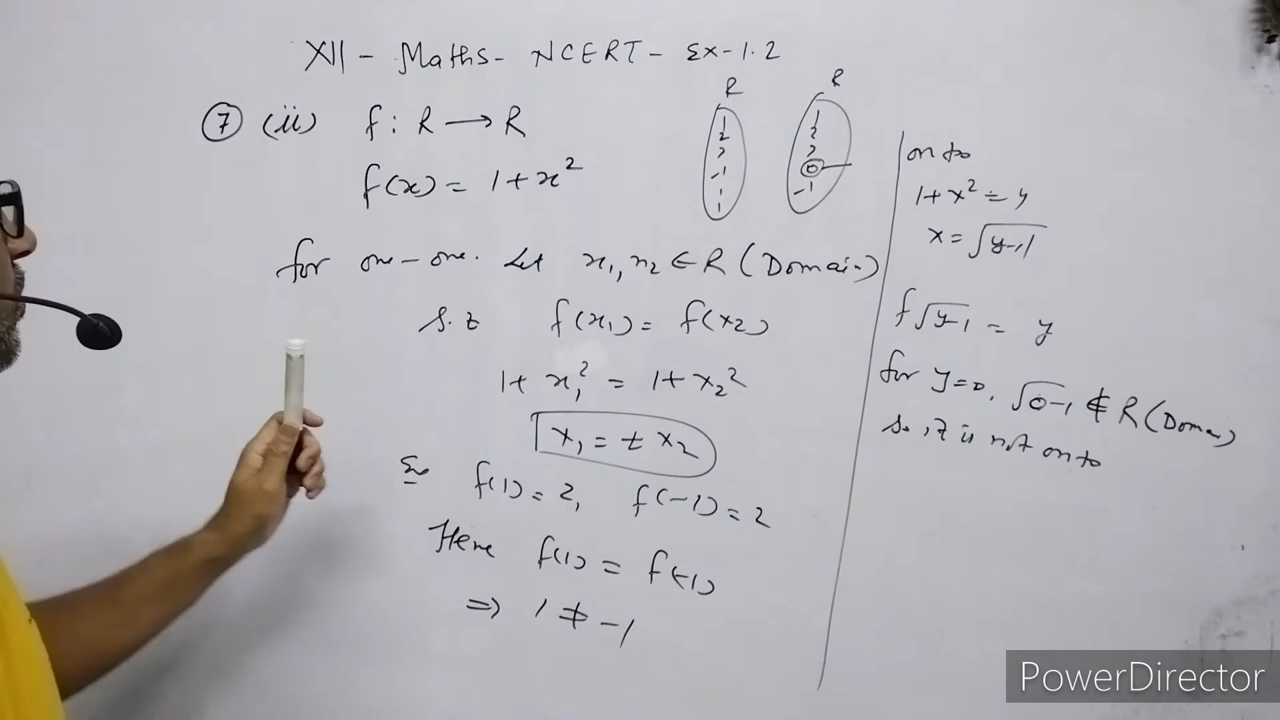 XII - Maths - NCERT - Ex-1.2
⑦ (ii) f : R → R
f(x) = 1+x²
R R
1 1
2 2
3 3
-1 0
1 -1
for one-one. Let x₁, x₂ ∈ R (Domain)
s.t f(x₁) = f(x₂)
1+ x₁² = 1+ x₂²
x₁ = ± x₂
f(1) = 2, f(-1) = 2
Here f(1) = f(-1)
⇒ 1 ≠ -1
onto
1+x² = y
x = √y-1
f√y-1 = y
for y=0, √0-1 ∉ R (Domain)
so it is not onto
PowerDirector